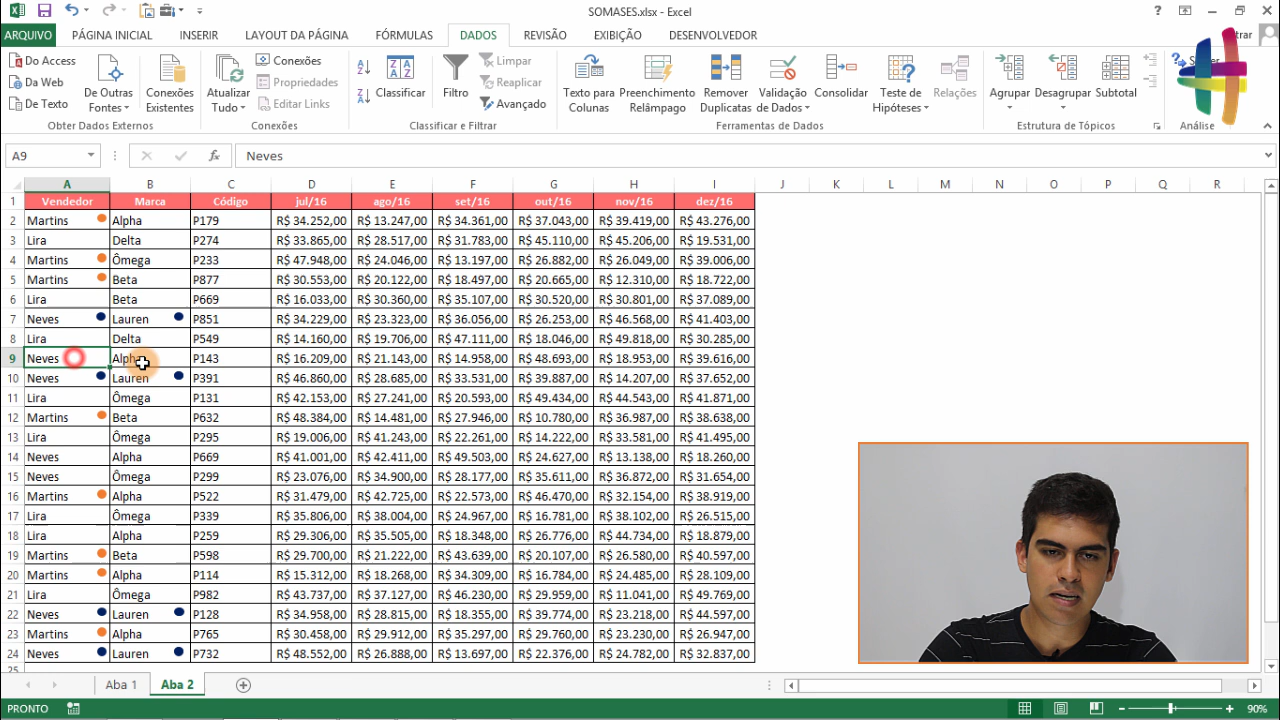 SOMASES.xlsx - Excel
ARQUIVO PÁGINA INICIAL INSERIR LAYOUT DA PÁGINA FÓRMULAS DADOS REVISÃO EXIBIÇÃO DESENVOLVEDOR
Do Access
Da Web
De Texto
De Outras
Fontes
Conexões
Existentes
Obter Dados Externos
Atualizar
Tudo
Conexões
Propriedades
Editar Links
Conexões
Classificar
Filtro
Limpar
Reaplicar
Avançado
Classificar e Filtrar
Texto para
Colunas
Preenchimento
Relâmpago
Remover
Duplicatas
Validação
de Dados
Consolidar
Teste de
Hipóteses
Relações
Ferramentas de Dados
Agrupar
Desagrupar
Subtotal
Estrutura de Tópicos
Análise
A9 fx Neves
A B C D E F G H I J K L M N O P Q R
1 Vendedor Marca Código jul/16 ago/16 set/16 out/16 nov/16 dez/16
2 Martins Alpha P179 R$ 34.252,00 R$ 13.247,00 R$ 34.361,00 R$ 37.043,00 R$ 39.419,00 R$ 43.276,00
3 Lira Delta P274 R$ 33.865,00 R$ 28.517,00 R$ 31.783,00 R$ 45.110,00 R$ 45.206,00 R$ 19.531,00
4 Martins Ômega P233 R$ 47.948,00 R$ 24.046,00 R$ 13.197,00 R$ 26.882,00 R$ 26.049,00 R$ 39.006,00
5 Martins Beta P877 R$ 30.553,00 R$ 20.122,00 R$ 18.497,00 R$ 20.665,00 R$ 12.310,00 R$ 18.722,00
6 Lira Beta P669 R$ 16.033,00 R$ 30.360,00 R$ 35.107,00 R$ 30.520,00 R$ 30.801,00 R$ 37.089,00
7 Neves Lauren P851 R$ 34.229,00 R$ 23.323,00 R$ 36.056,00 R$ 26.253,00 R$ 46.568,00 R$ 41.403,00
8 Lira Delta P549 R$ 14.160,00 R$ 19.706,00 R$ 47.111,00 R$ 18.046,00 R$ 49.818,00 R$ 30.285,00
9 Neves Alpha P143 R$ 16.209,00 R$ 21.143,00 R$ 14.958,00 R$ 48.693,00 R$ 18.953,00 R$ 39.616,00
10 Neves Lauren P391 R$ 46.860,00 R$ 28.685,00 R$ 33.531,00 R$ 39.887,00 R$ 14.207,00 R$ 37.652,00
11 Lira Ômega P131 R$ 42.153,00 R$ 27.241,00 R$ 20.593,00 R$ 49.434,00 R$ 44.543,00 R$ 41.871,00
12 Martins Beta P632 R$ 48.384,00 R$ 14.481,00 R$ 27.946,00 R$ 10.780,00 R$ 36.987,00 R$ 38.638,00
13 Lira Ômega P295 R$ 19.006,00 R$ 41.243,00 R$ 22.261,00 R$ 14.222,00 R$ 33.581,00 R$ 41.495,00
14 Neves Alpha P669 R$ 41.001,00 R$ 42.411,00 R$ 49.503,00 R$ 24.627,00 R$ 13.138,00 R$ 18.260,00
15 Neves Ômega P299 R$ 23.076,00 R$ 34.900,00 R$ 28.177,00 R$ 35.611,00 R$ 36.872,00 R$ 31.654,00
16 Martins Alpha P522 R$ 31.479,00 R$ 42.725,00 R$ 22.573,00 R$ 46.470,00 R$ 32.154,00 R$ 38.919,00
17 Lira Ômega P339 R$ 35.806,00 R$ 38.004,00 R$ 24.967,00 R$ 16.781,00 R$ 38.102,00 R$ 26.515,00
18 Lira Alpha P259 R$ 29.306,00 R$ 35.505,00 R$ 18.348,00 R$ 26.776,00 R$ 44.734,00 R$ 18.879,00
19 Martins Beta P598 R$ 29.700,00 R$ 21.222,00 R$ 43.639,00 R$ 20.107,00 R$ 26.580,00 R$ 40.597,00
20 Martins Alpha P114 R$ 15.312,00 R$ 18.268,00 R$ 34.309,00 R$ 16.784,00 R$ 24.485,00 R$ 28.109,00
21 Lira Ômega P982 R$ 43.737,00 R$ 37.127,00 R$ 46.230,00 R$ 29.959,00 R$ 11.041,00 R$ 49.769,00
22 Neves Lauren P128 R$ 34.958,00 R$ 28.815,00 R$ 18.355,00 R$ 39.774,00 R$ 23.218,00 R$ 44.597,00
23 Martins Alpha P765 R$ 30.458,00 R$ 29.912,00 R$ 35.297,00 R$ 29.760,00 R$ 23.230,00 R$ 26.947,00
24 Neves Lauren P732 R$ 48.552,00 R$ 26.888,00 R$ 13.697,00 R$ 22.376,00 R$ 24.782,00 R$ 32.837,00
25
Aba 1 Aba 2
PRONTO 90%